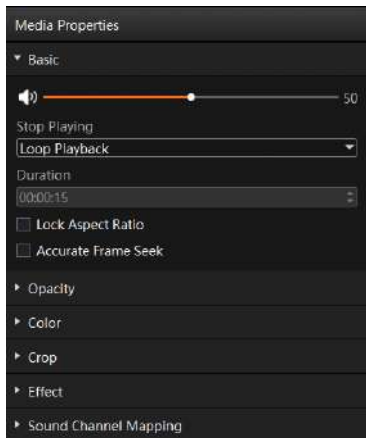 Media Properties
Basic
50
Stop Playing
Loop Playback
Duration
00:00:15
Lock Aspect Ratio
Accurate Frame Seek
Opacity
Color
Crop
Effect
Sound Channel Mapping